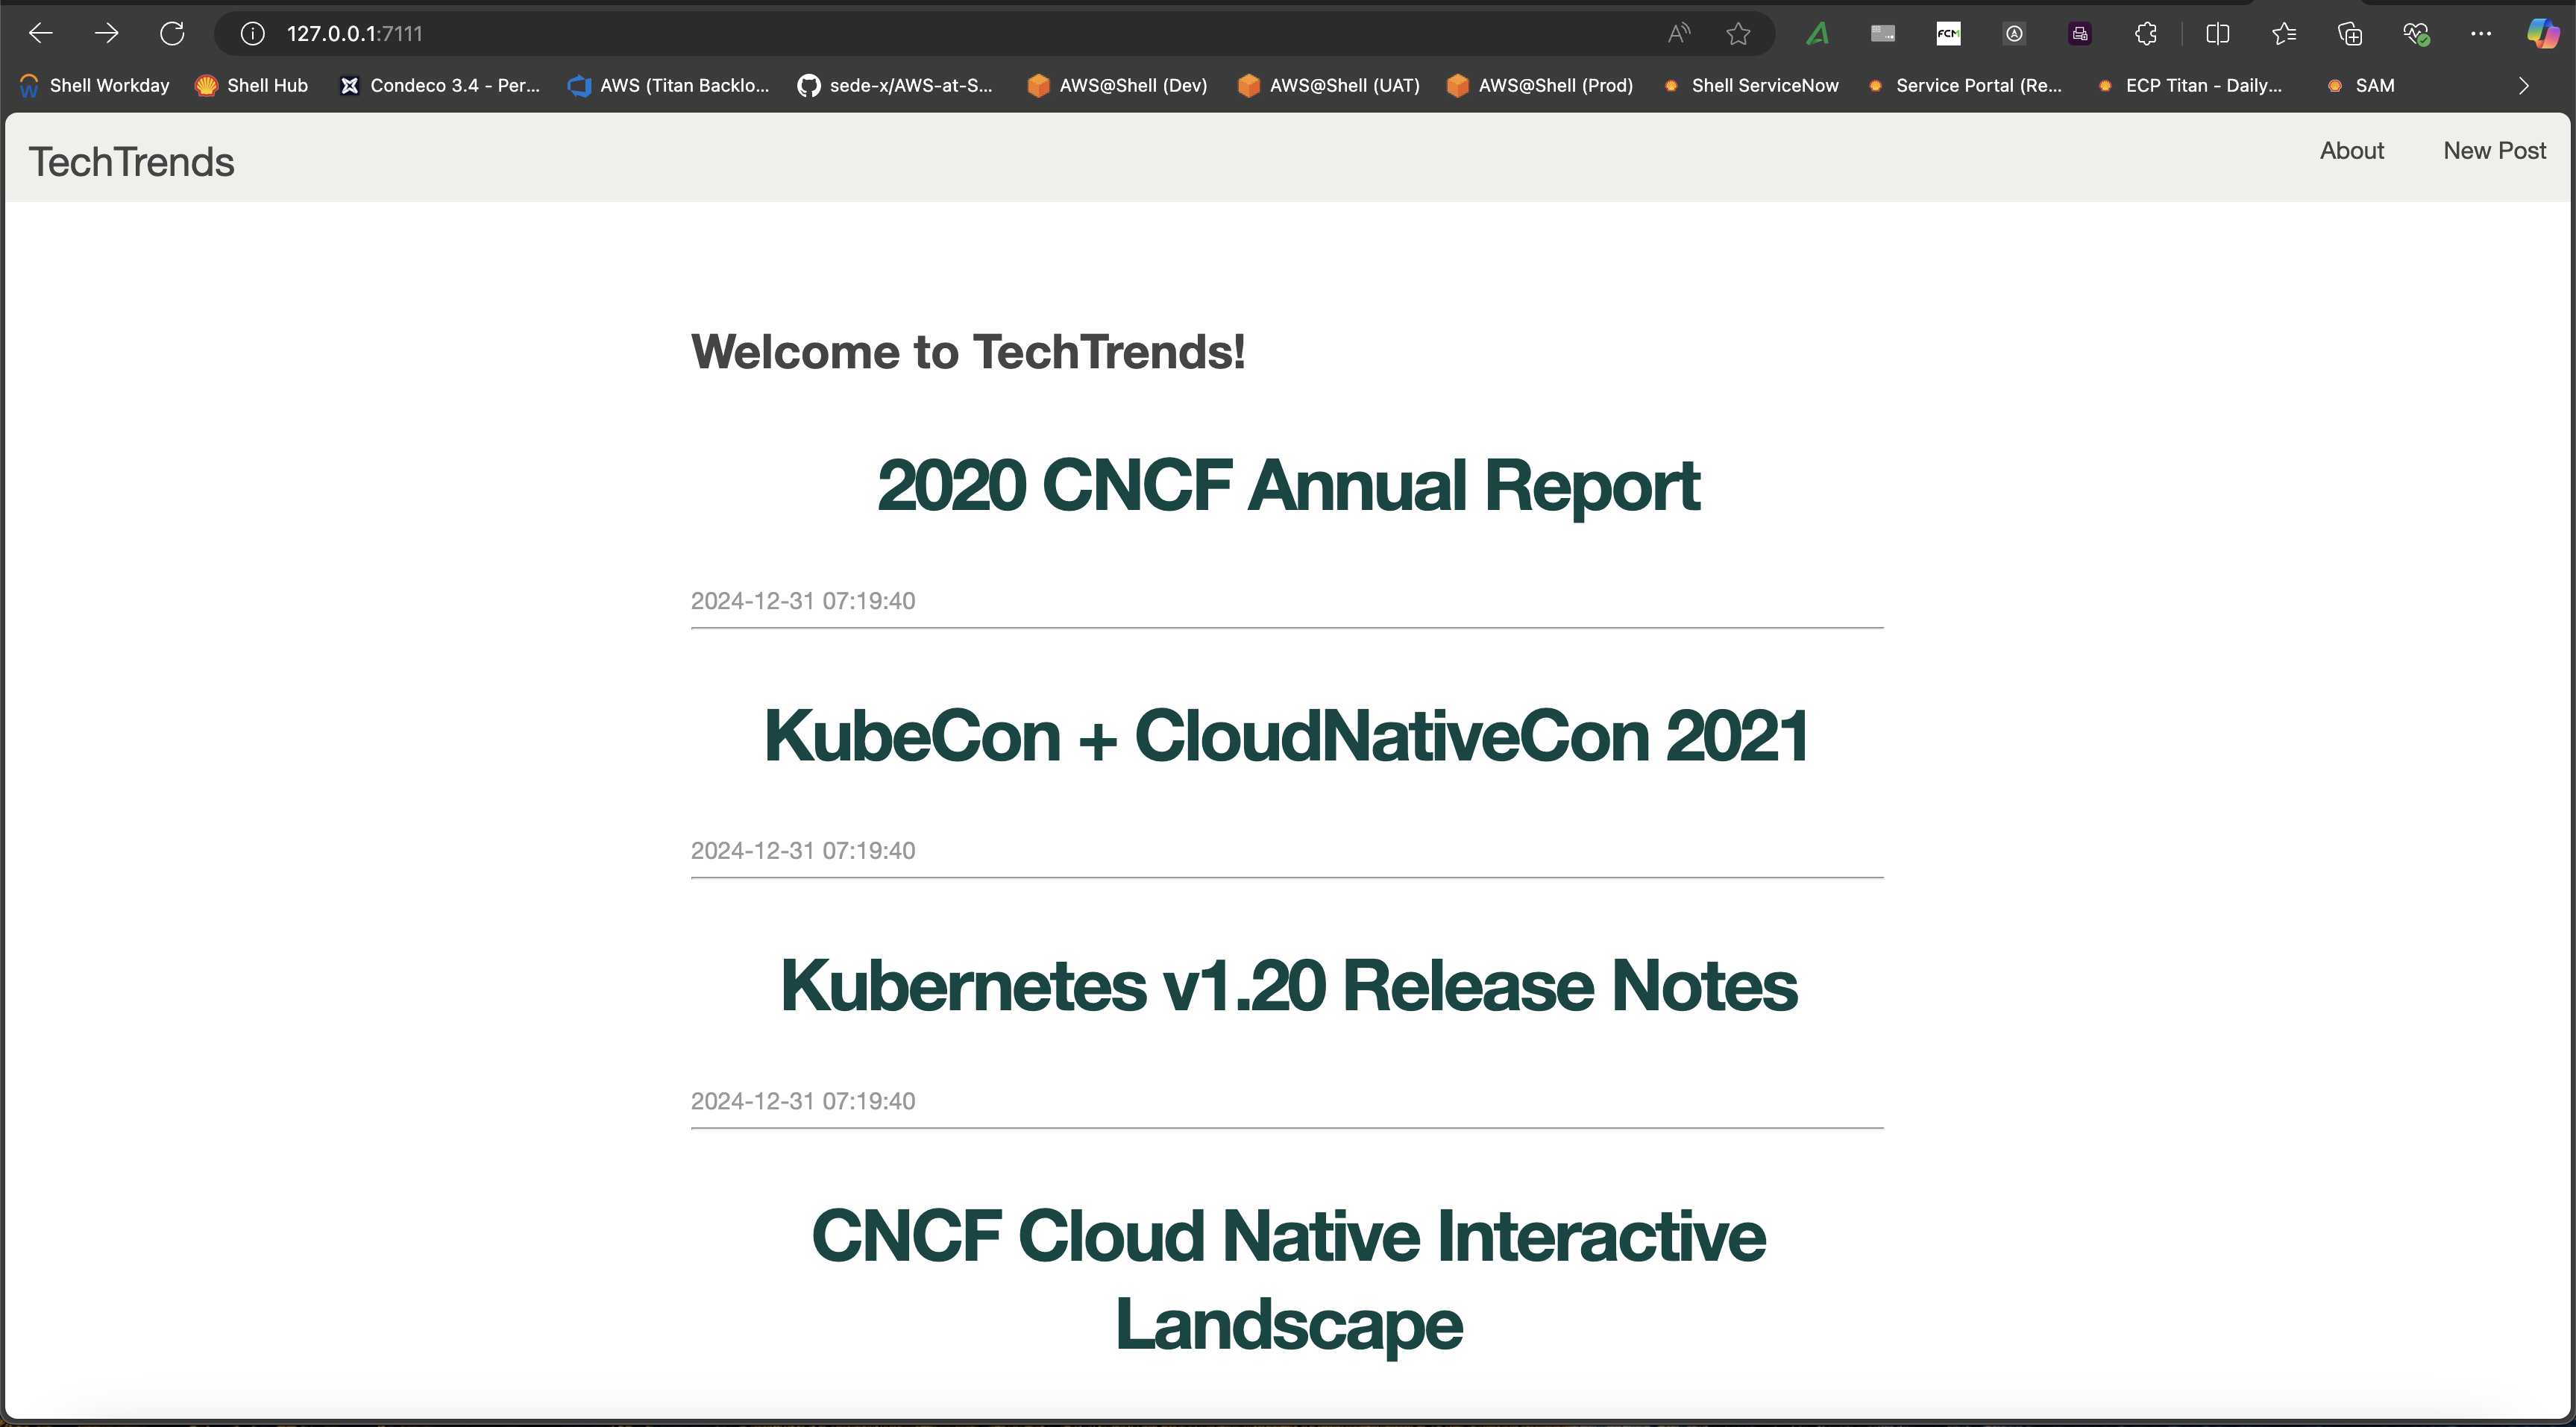 127.0.0.1:7111
Shell Workday
Shell Hub
Condeco 3.4 - Per...
AWS (Titan Backlo...
sede-x/AWS-at-S...
AWS@Shell (Dev)
AWS@Shell (UAT)
AWS@Shell (Prod)
Shell ServiceNow
Service Portal (Re...
ECP Titan - Daily...
SAM
TechTrends
About
New Post
Welcome to TechTrends!
2020 CNCF Annual Report
2024-12-31 07:19:40
KubeCon + CloudNativeCon 2021
2024-12-31 07:19:40
Kubernetes v1.20 Release Notes
2024-12-31 07:19:40
CNCF Cloud Native Interactive
Landscape